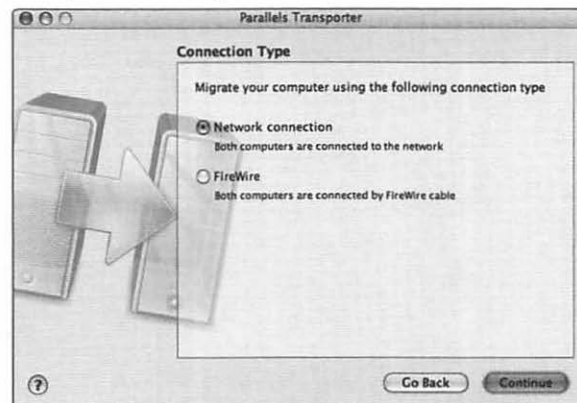 Parallels Transporter
Connection Type
Migrate your computer using the following connection type
Network connection
Both computers are connected to the network
FireWire
Both computers are connected by FireWire cable
?
Go Back
Continue